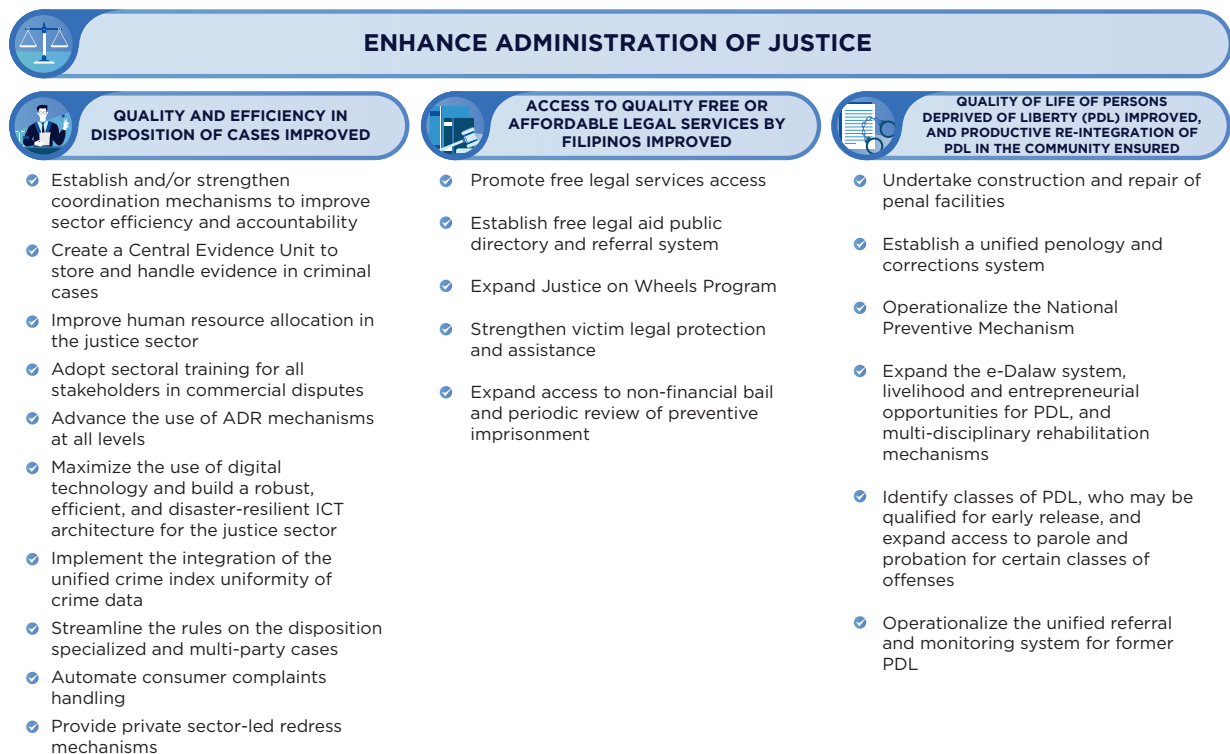 ENHANCE ADMINISTRATION OF JUSTICE
QUALITY AND EFFICIENCY IN
DISPOSITION OF CASES IMPROVED
Establish and/or strengthen
coordination mechanisms to improve
sector efficiency and accountability
Create a Central Evidence Unit to
store and handle evidence in criminal
cases
Improve human resource allocation in
the justice sector
Adopt sectoral training for all
stakeholders in commercial disputes
Advance the use of ADR mechanisms
at all levels
Maximize the use of digital
technology and build a robust,
efficient, and disaster-resilient ICT
architecture for the justice sector
Implement the integration of the
unified crime index uniformity of
crime data
Streamline the rules on the disposition
specialized and multi-party cases
Automate consumer complaints
handling
Provide private sector-led redress
mechanisms
ACCESS TO QUALITY FREE OR
AFFORDABLE LEGAL SERVICES BY
FILIPINOS IMPROVED
Promote free legal services access
Establish free legal aid public
directory and referral system
Expand Justice on Wheels Program
Strengthen victim legal protection
and assistance
Expand access to non-financial bail
and periodic review of preventive
imprisonment
QUALITY OF LIFE OF PERSONS
DEPRIVED OF LIBERTY (PDL) IMPROVED,
AND PRODUCTIVE RE-INTEGRATION OF
PDL IN THE COMMUNITY ENSURED
Undertake construction and repair of
penal facilities
Establish a unified penology and
corrections system
Operationalize the National
Preventive Mechanism
Expand the e-Dalaw system,
livelihood and entrepreneurial
opportunities for PDL, and
multi-disciplinary rehabilitation
mechanisms
Identify classes of PDL, who may be
qualified for early release, and
expand access to parole and
probation for certain classes of
offenses
Operationalize the unified referral
and monitoring system for former
PDL